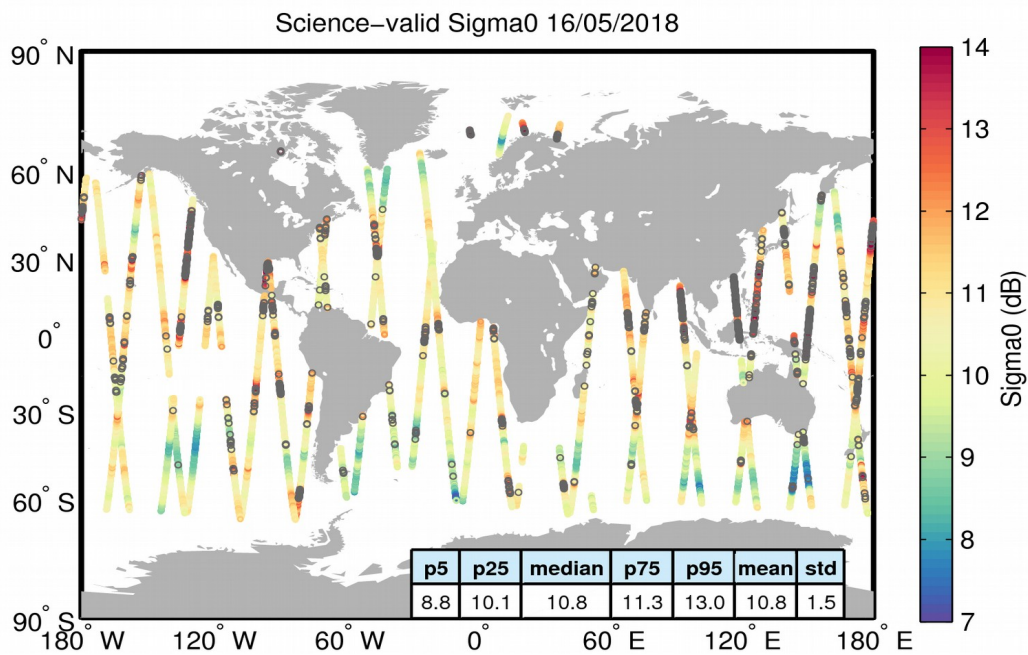 Science−valid Sigma0 16/05/2018
90° N
60° N
30° N
0°
30° S
60° S
90° S
180° W 120° W 60° W 0° 60° E 120° E 180° E
p5 p25 median p75 p95 mean std
8.8 10.1 10.8 11.3 13.0 10.8 1.5
14
13
12
11
10
9
8
7
Sigma0 (dB)